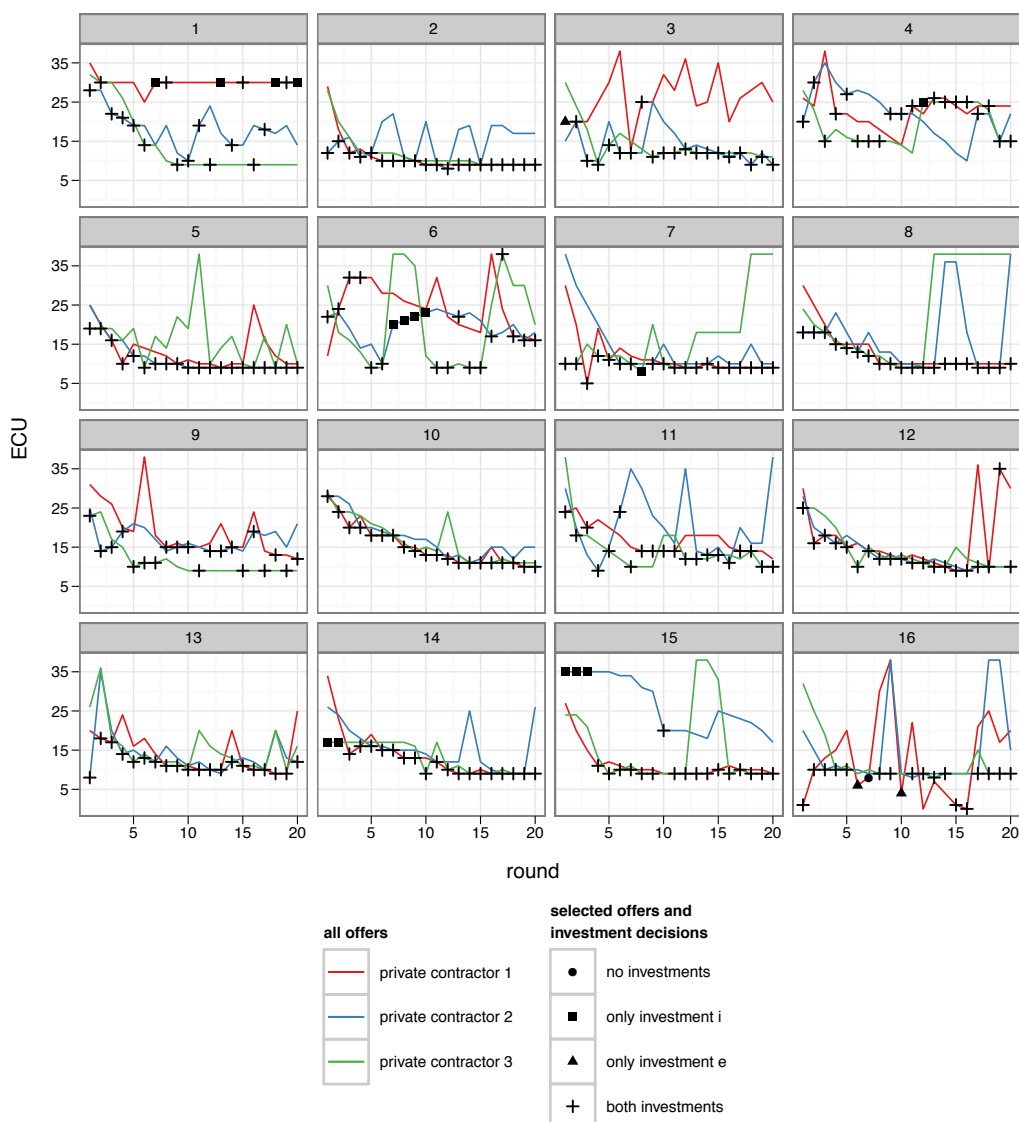 1 2 3 4
35
25
15
5
5 6 7 8
35
25
15
5
ECU
9 10 11 12
35
25
15
5
13 14 15 16
35
25
15
5
5 10 15 20 5 10 15 20 5 10 15 20 5 10 15 20
round
all offers
private contractor 1
private contractor 2
private contractor 3
selected offers and
investment decisions
no investments
only investment i
only investment e
both investments